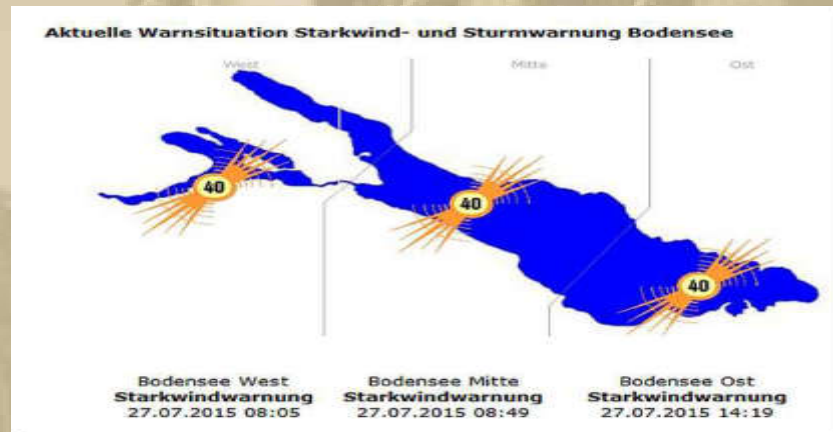 Aktuelle Warnsituation Starkwind- und Sturmwarnung Bodensee
West Mitte Ost
40
40
40
Bodensee West Bodensee Mitte Bodensee Ost
Starkwindwarnung Starkwindwarnung Starkwindwarnung
27.07.2015 08:05 27.07.2015 08:49 27.07.2015 14:19